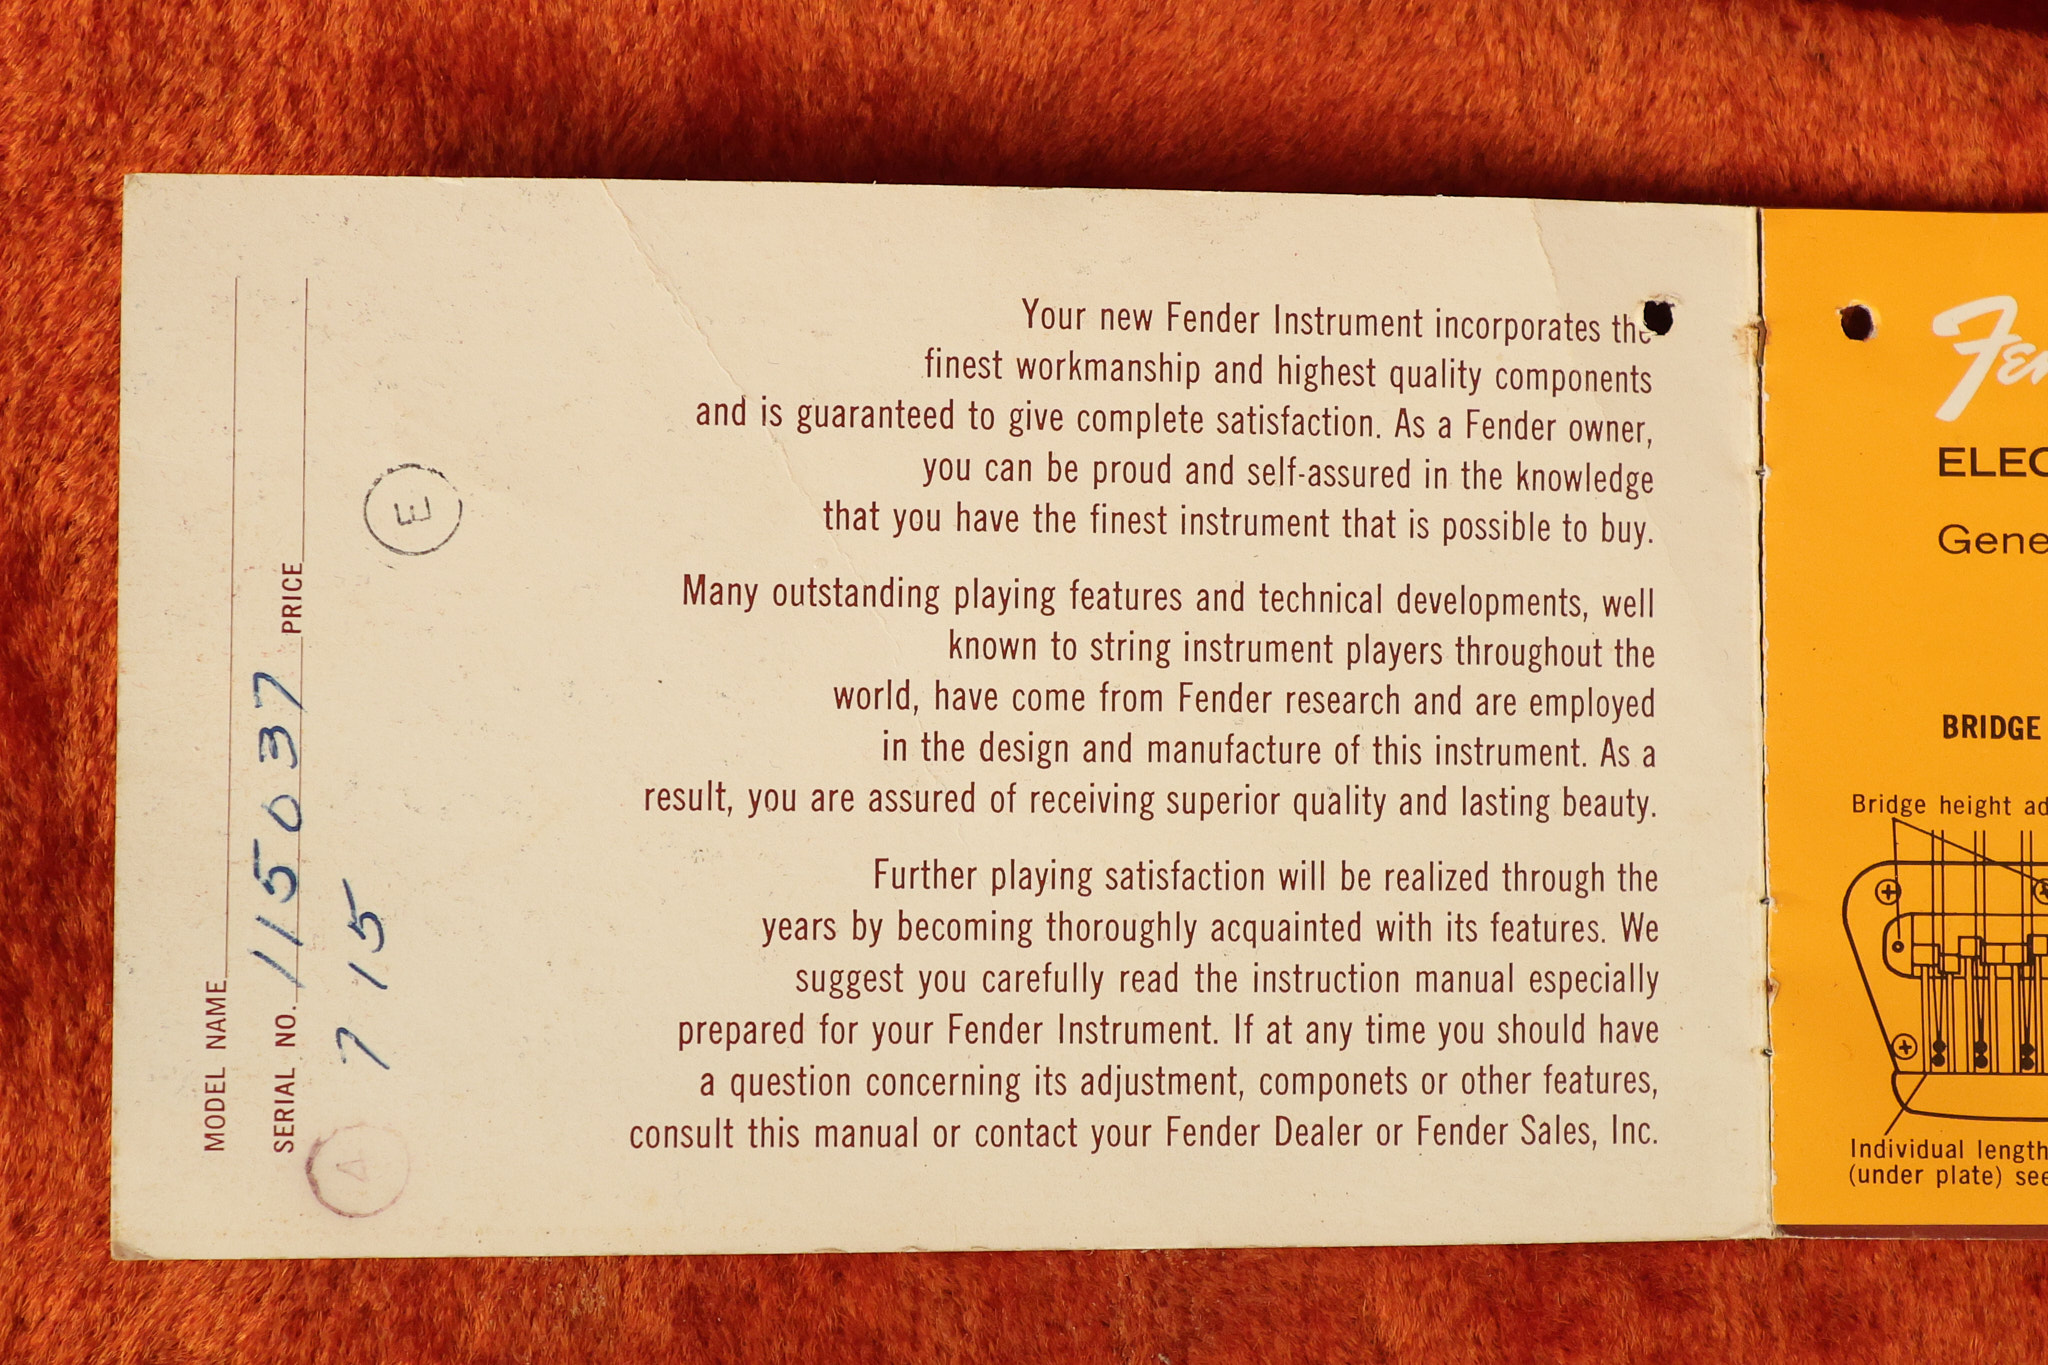 MODEL NAME
SERIAL NO. 115037 PRICE
715
E
A
Your new Fender Instrument incorporates the
finest workmanship and highest quality components
and is guaranteed to give complete satisfaction. As a Fender owner,
you can be proud and self-assured in the knowledge
that you have the finest instrument that is possible to buy.
Many outstanding playing features and technical developments, well
known to string instrument players throughout the
world, have come from Fender research and are employed
in the design and manufacture of this instrument. As a
result, you are assured of receiving superior quality and lasting beauty.
Further playing satisfaction will be realized through the
years by becoming thoroughly acquainted with its features. We
suggest you carefully read the instruction manual especially
prepared for your Fender Instrument. If at any time you should have
a question concerning its adjustment, componets or other features,
consult this manual or contact your Fender Dealer or Fender Sales, Inc.
Fen
ELEC
Gene
BRIDGE
Bridge height ad
Individual length
(under plate) see